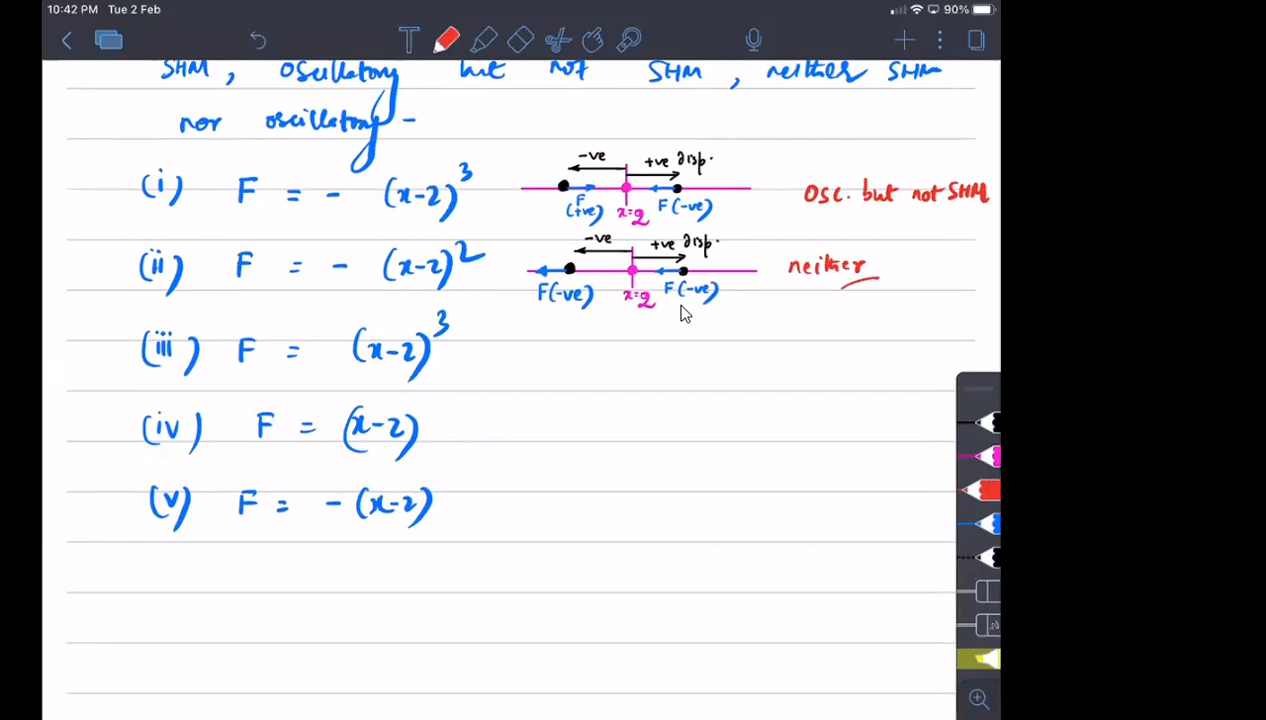 10:42 PM Tue 2 Feb
90%
SHM, oscillatory but not SHM, neither SHM
nor oscillatory -
(i) F = - (x-2)^3
-ve +ve disp.
F (+ve) x=2 F(-ve)
osc. but not SHM
(ii) F = - (x-2)^2
-ve +ve disp.
F(-ve) x=2 F(-ve)
neither
(iii) F = (x-2)^3
(iv) F = (x-2)
(v) F = -(x-2)